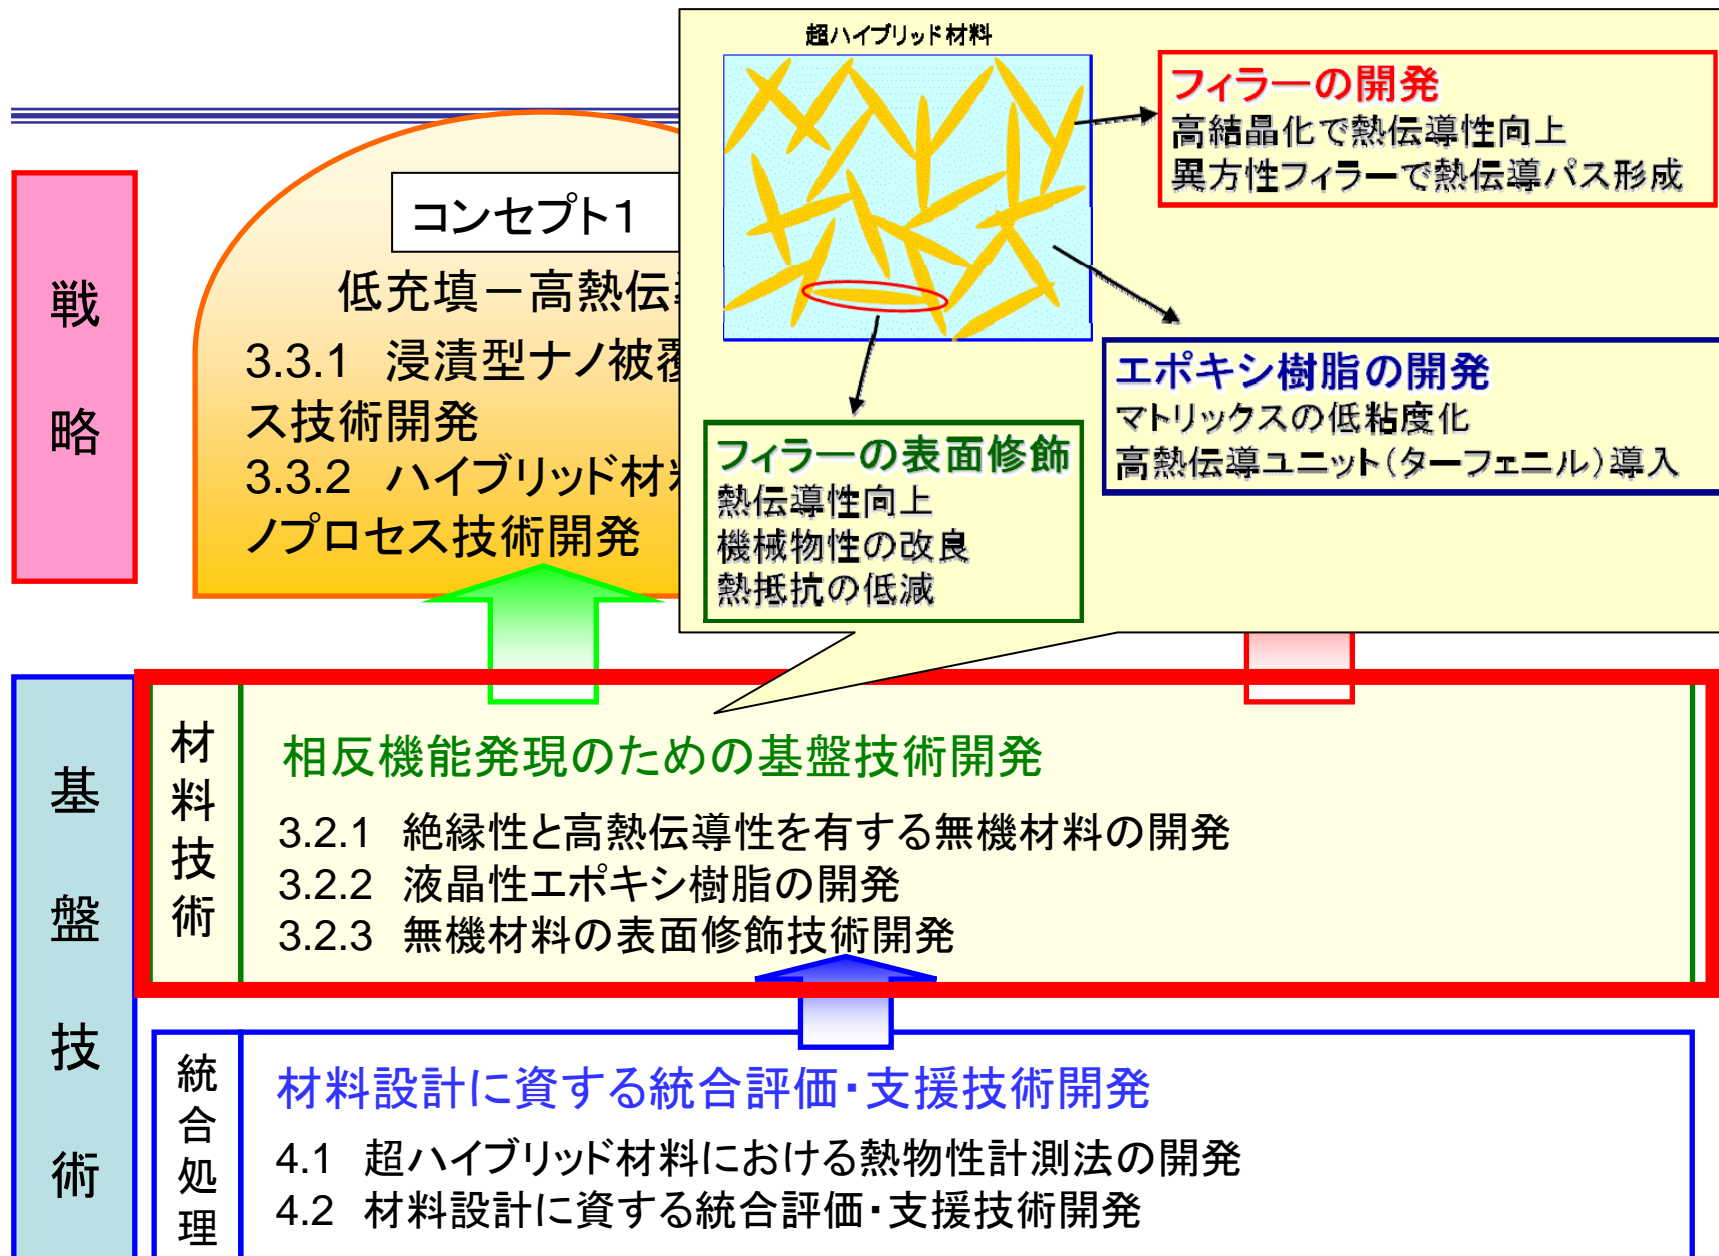 超ハイブリッド材料
フィラーの開発
高結晶化で熱伝導性向上
異方性フィラーで熱伝導パス形成
エポキシ樹脂の開発
マトリックスの低粘度化
高熱伝導ユニット(ターフェニル)導入
フィラーの表面修飾
熱伝導性向上
機械物性の改良
熱抵抗の低減
戦略
コンセプト1
低充填－高熱伝
3.3.1 浸漬型ナノ被覆
ス技術開発
3.3.2 ハイブリッド材
ノプロセス技術開発
基盤技術
材料技術
相反機能発現のための基盤技術開発
3.2.1 絶縁性と高熱伝導性を有する無機材料の開発
3.2.2 液晶性エポキシ樹脂の開発
3.2.3 無機材料の表面修飾技術開発
統合処理
材料設計に資する統合評価・支援技術開発
4.1 超ハイブリッド材料における熱物性計測法の開発
4.2 材料設計に資する統合評価・支援技術開発